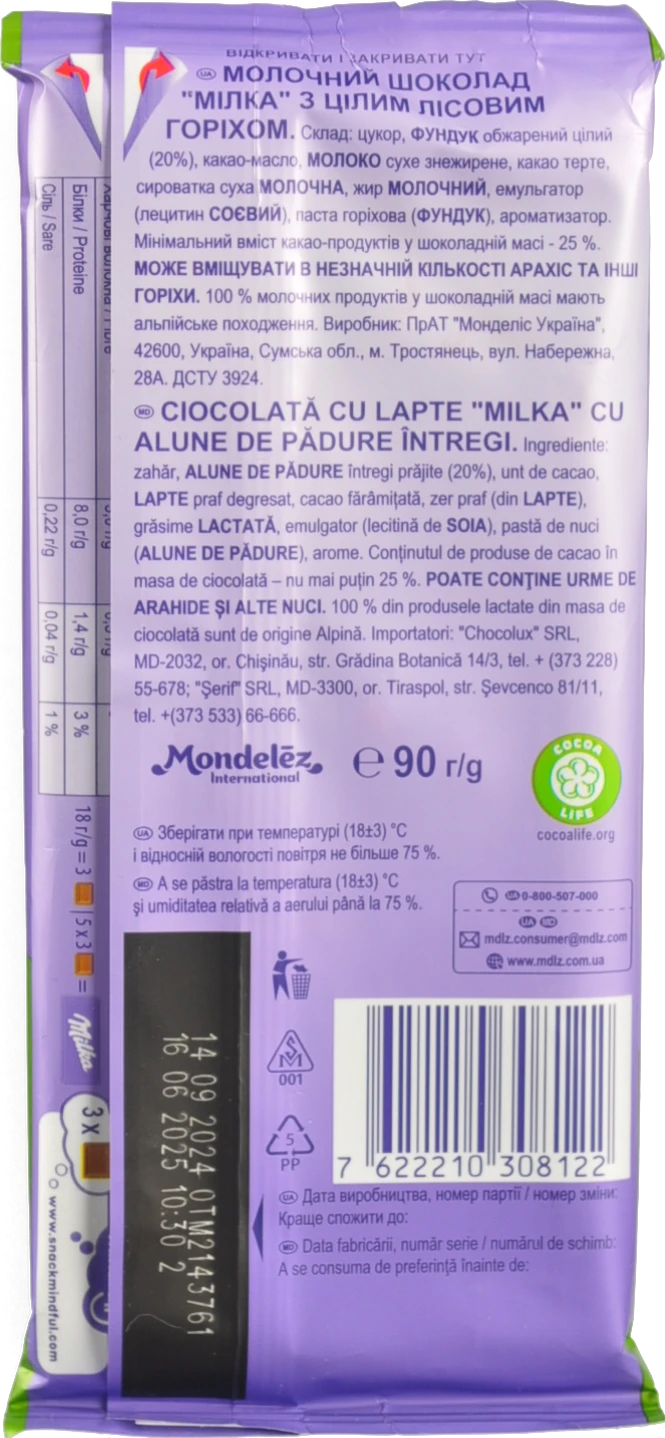 ВІДКРИВАТИ І ЗАКРИВАТИ ТУТ
UA МОЛОЧНИЙ ШОКОЛАД
"МІЛКА" З ЦІЛИМ ЛІСОВИМ
ГОРІХОМ. Склад: цукор, ФУНДУК обжарений цілий
(20%), какао-масло, МОЛОКО сухе знежирене, какао терте,
сироватка суха МОЛОЧНА, жир МОЛОЧНИЙ, емульгатор
(лецитин СОЄВИЙ), паста горіхова (ФУНДУК), ароматизатор.
Мінімальний вміст какао-продуктів у шоколадній масі - 25 %.
МОЖЕ ВМІЩУВАТИ В НЕЗНАЧНІЙ КІЛЬКОСТІ АРАХІС ТА ІНШІ
ГОРІХИ. 100 % молочних продуктів у шоколадній масі мають
альпійське походження. Виробник: ПрАТ "Монделіс Україна",
42600, Україна, Сумська обл., м. Тростянець, вул. Набережна,
28А. ДСТУ 3924.
MD CIOCOLATĂ CU LAPTE "MILKA" CU
ALUNE DE PĂDURE ÎNTREGI. Ingrediente:
zahăr, ALUNE DE PĂDURE întregi prăjite (20%), unt de cacao,
LAPTE praf degresat, cacao fărâmițată, zer praf (din LAPTE),
grăsime LACTATĂ, emulgator (lecitină de SOIA), pastă de nuci
(ALUNE DE PĂDURE), arome. Conținutul de produse de cacao în
masa de ciocolată – nu mai puțin 25 %. POATE CONȚINE URME DE
ARAHIDE ȘI ALTE NUCI. 100 % din produsele lactate din masa de
ciocolată sunt de origine Alpină. Importatori: "Chocolux" SRL,
MD-2032, or. Chișinău, str. Grădina Botanică 14/3, tel. + (373 228)
55-678; "Șerif" SRL, MD-3300, or. Tiraspol, str. Șevcenco 81/11,
tel. +(373 533) 66-666.
Mondelēz
International
e 90 г/g
COCOA
LIFE
cocoalife.org
UA Зберігати при температурі (18±3) °C
і відносній вологості повітря не більше 75 %.
MD A se păstra la temperatura (18±3) °C
și umiditatea relativă a aerului până la 75 %.
UA 0-800-507-000
UA MD
mdlz.consumer@mdlz.com
www.mdlz.com.ua
14 09 2024 OTM2143761
16 06 2025 10:30 2
001
5
PP
7 622210 308122
UA Дата виробництва, номер партії / номер зміни:
Краще спожити до:
MD Data fabricării, număr serie / numărul de schimb:
A se consuma de preferință înainte de:
Білки / Proteine 8,0 г/g 1,4 г/g 3 %
Сіль / Sare 0,22 г/g 0,04 г/g 1 %
18 г/g = 3 | 5 x 3 =
Milka
3 x
www.snackmindful.com